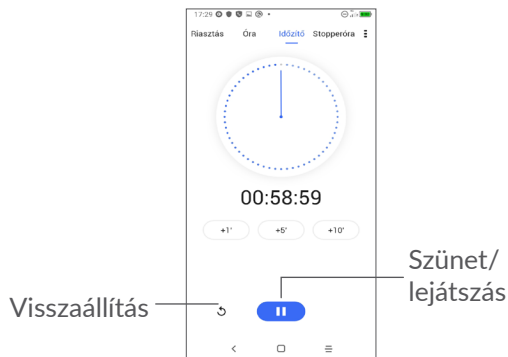 17:29
Riasztás Óra Időzítő Stopperóra
00:58:59
+1' +5' +10'
Szünet/
lejátszás
Visszaállítás